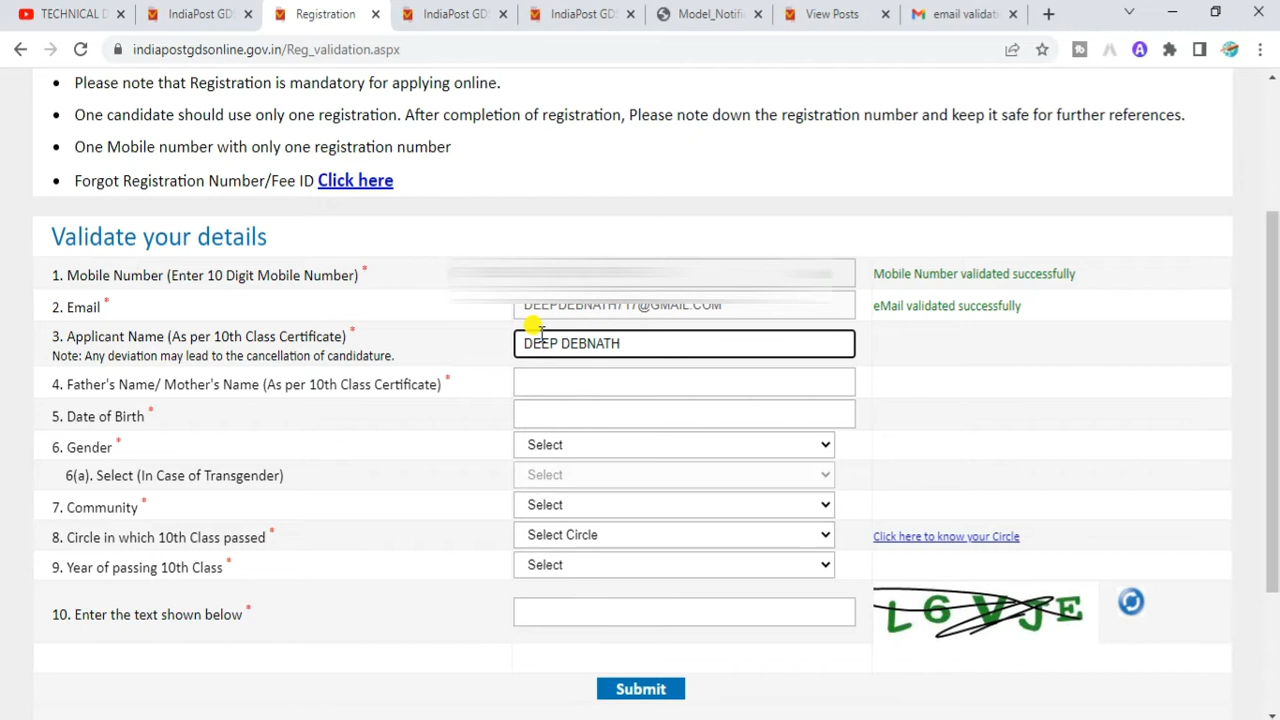 TECHNICAL D
IndiaPost GD
Registration
IndiaPost GD
IndiaPost GD
Model_Notifi
View Posts
email validat
indiapostgdsonline.gov.in/Reg_validation.aspx
Please note that Registration is mandatory for applying online.
One candidate should use only one registration. After completion of registration, Please note down the registration number and keep it safe for further references.
One Mobile number with only one registration number
Forgot Registration Number/Fee ID Click here
Validate your details
1. Mobile Number (Enter 10 Digit Mobile Number) *
Mobile Number validated successfully
2. Email *
DEEPDEBNATH717@GMAIL.COM
eMail validated successfully
3. Applicant Name (As per 10th Class Certificate) *
Note: Any deviation may lead to the cancellation of candidature.
DEEP DEBNATH
4. Father's Name/ Mother's Name (As per 10th Class Certificate) *
5. Date of Birth *
6. Gender *
Select
6(a). Select (In Case of Transgender)
Select
7. Community *
Select
8. Circle in which 10th Class passed *
Select Circle
Click here to know your Circle
9. Year of passing 10th Class *
Select
10. Enter the text shown below *
L6VJE
Submit